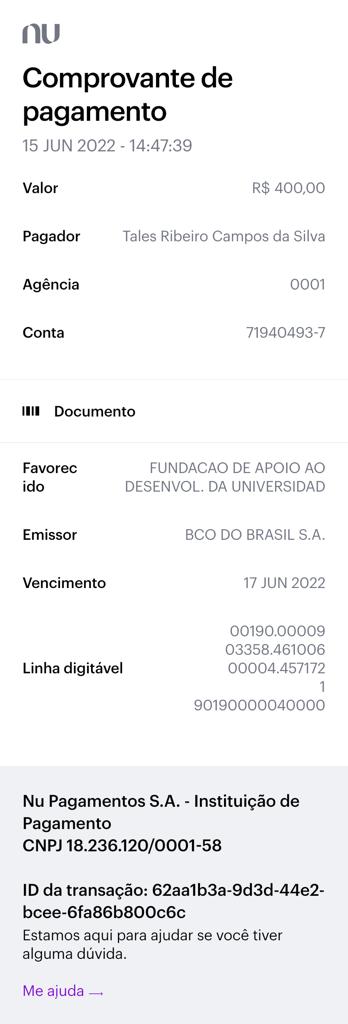 nu
Comprovante de
pagamento
15 JUN 2022 - 14:47:39
Valor R$ 400,00
Pagador Tales Ribeiro Campos da Silva
Agência 0001
Conta 71940493-7
Documento
Favorec FUNDACAO DE APOIO AO
ido DESENVOL. DA UNIVERSIDAD
Emissor BCO DO BRASIL S.A.
Vencimento 17 JUN 2022
00190.00009
03358.461006
Linha digitável 00004.457172
1
90190000040000
Nu Pagamentos S.A. - Instituição de
Pagamento
CNPJ 18.236.120/0001-58
ID da transação: 62aa1b3a-9d3d-44e2-
bcee-6fa86b800c6c
Estamos aqui para ajudar se você tiver
alguma dúvida.
Me ajuda →